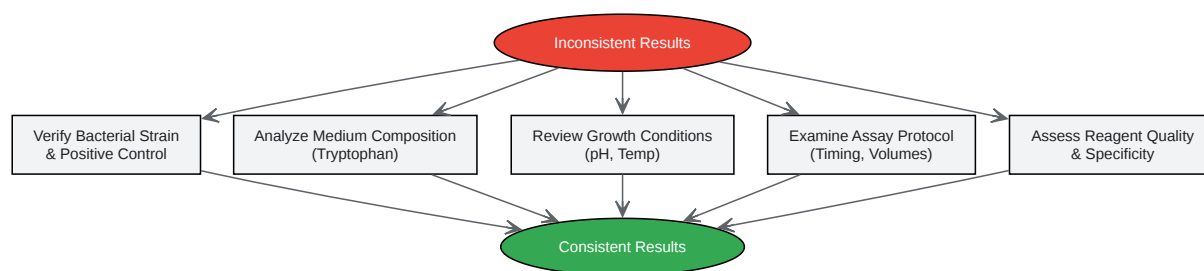 Inconsistent Results
Verify Bacterial Strain
& Positive Control
Analyze Medium Composition
(Tryptophan)
Review Growth Conditions
(pH, Temp)
Examine Assay Protocol
(Timing, Volumes)
Assess Reagent Quality
& Specificity
Consistent Results